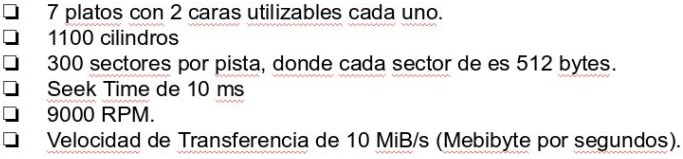 ❏ 7 platos con 2 caras utilizables cada uno.
❏ 1100 cilindros
❏ 300 sectores por pista, donde cada sector de es 512 bytes.
❏ Seek Time de 10 ms
❏ 9000 RPM.
❏ Velocidad de Transferencia de 10 MiB/s (Mebibyte por segundos).